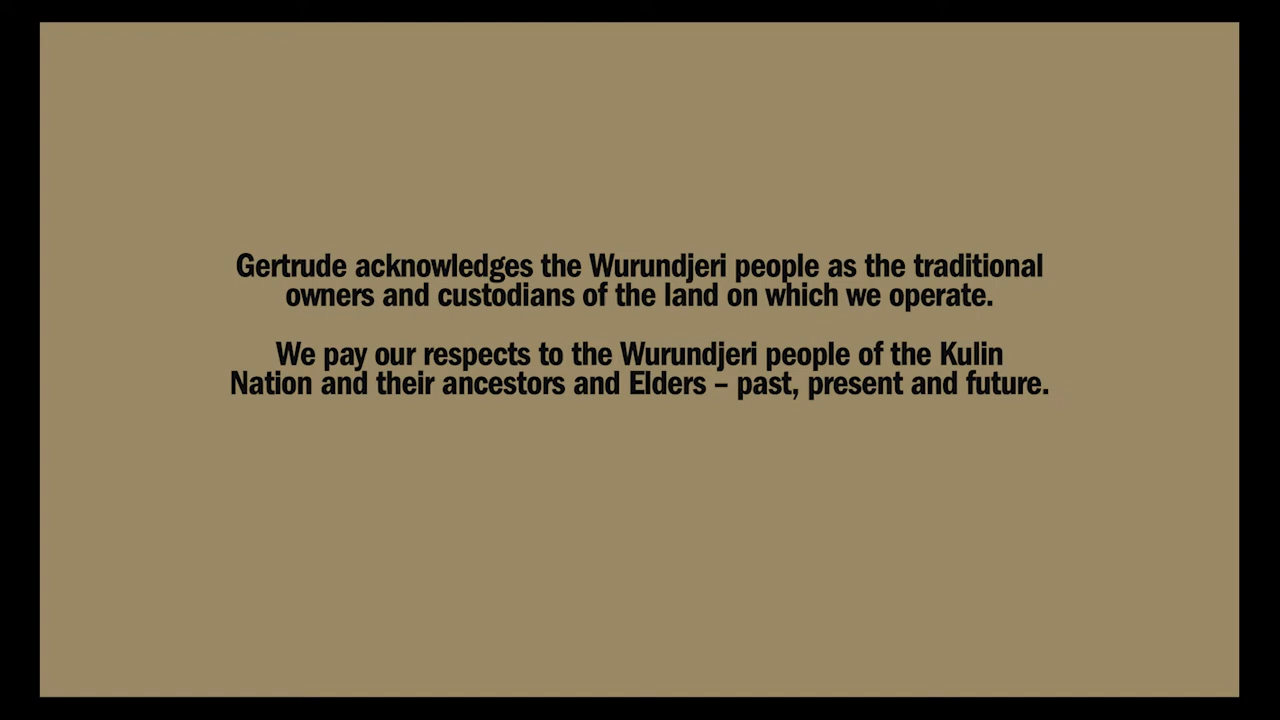 Gertrude acknowledges the Wurundjeri people as the traditional
owners and custodians of the land on which we operate.
We pay our respects to the Wurundjeri people of the Kulin
Nation and their ancestors and Elders – past, present and future.